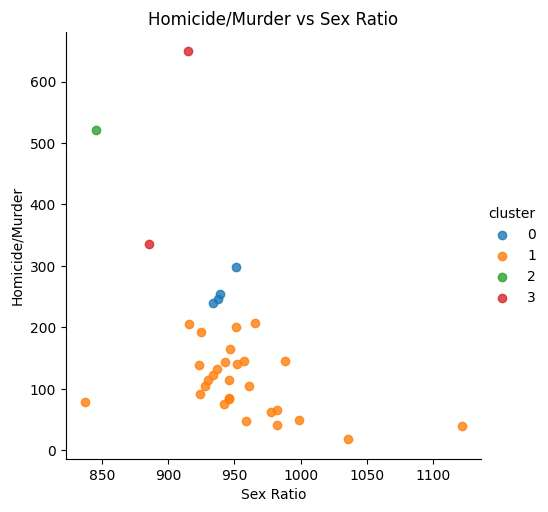 Homicide/Murder vs Sex Ratio
600
500
400
300
200
100
0
Homicide/Murder
850 900 950 1000 1050 1100
Sex Ratio
cluster
0
1
2
3